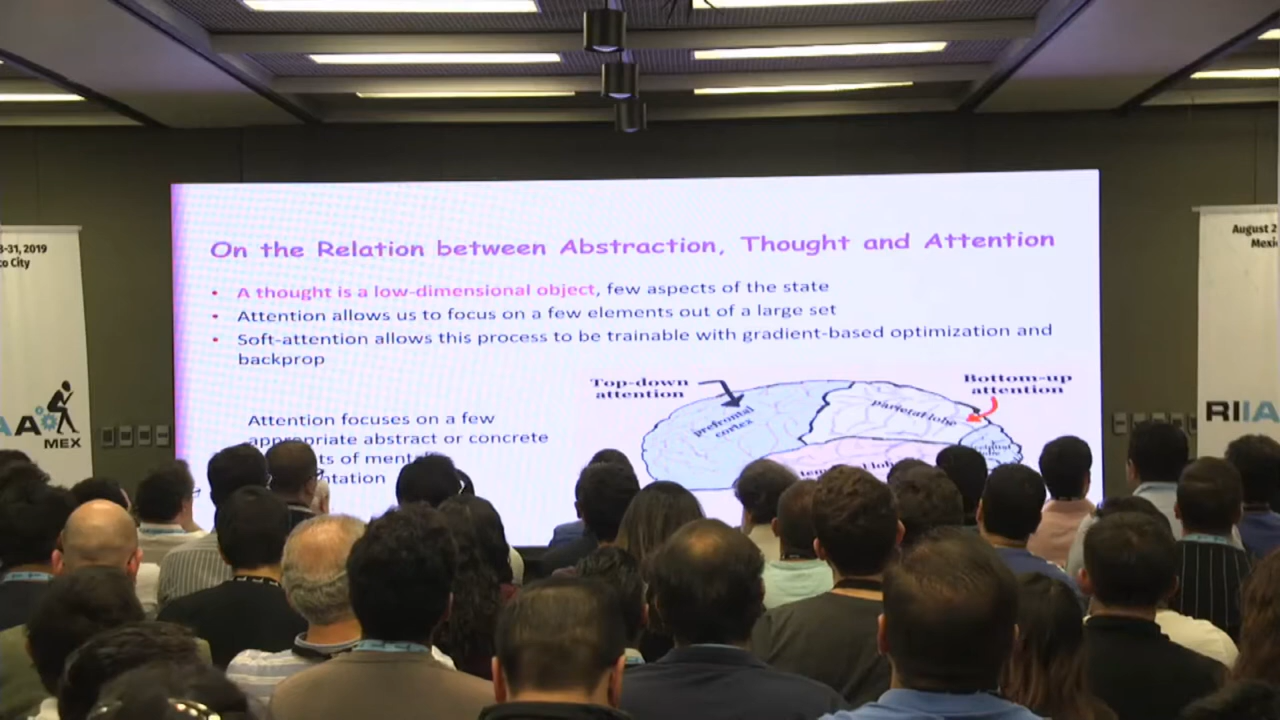 On the Relation between Abstraction, Thought and Attention
• A thought is a low-dimensional object, few aspects of the state
• Attention allows us to focus on a few elements out of a large set
• Soft-attention allows this process to be trainable with gradient-based optimization and
backprop
Top-down
attention
Bottom-up
attention
prefrontal
cortex
parietal lobe
Attention focuses on a few
appropriate abstract or concrete
-31, 2019
o City
A
MEX
August 2
Mexi
RIIA